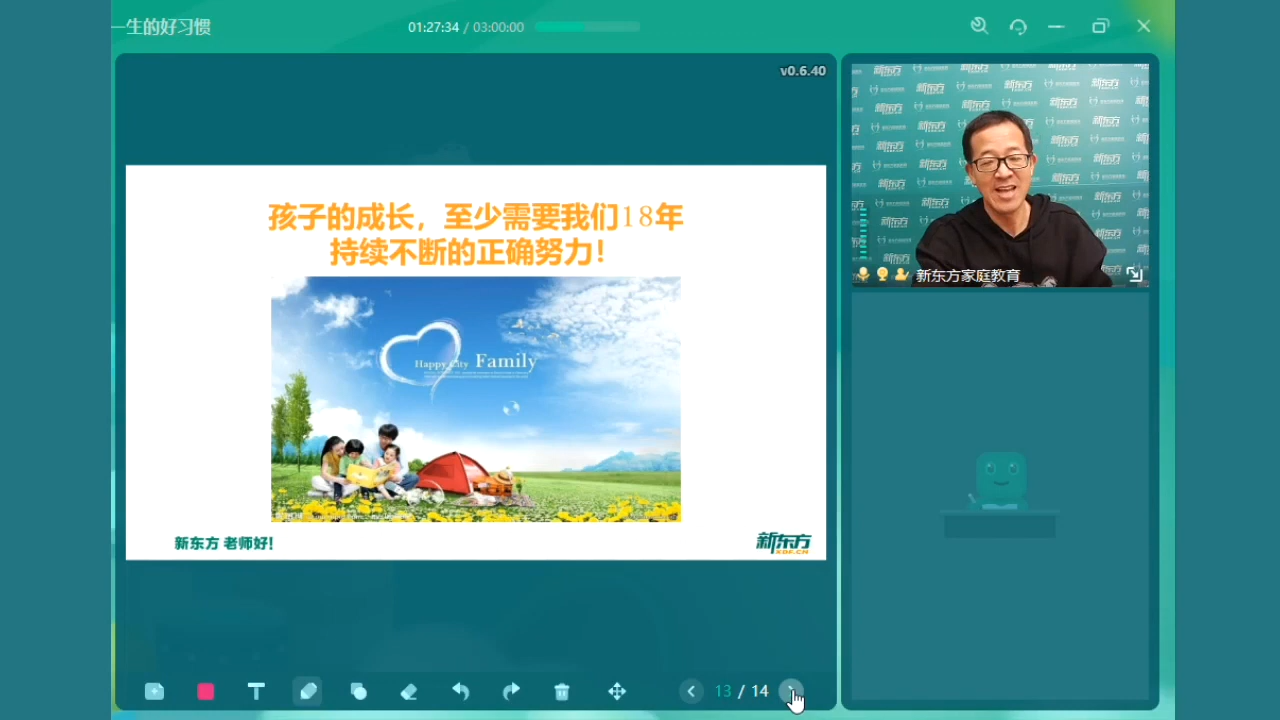 一生的好习惯
01:27:34 / 03:00:00
v0.6.40
孩子的成长，至少需要我们18年
持续不断的正确努力！
Happy City Family
新东方 老师好！
新东方
XDF.CN
新东方家庭教育
13 / 14